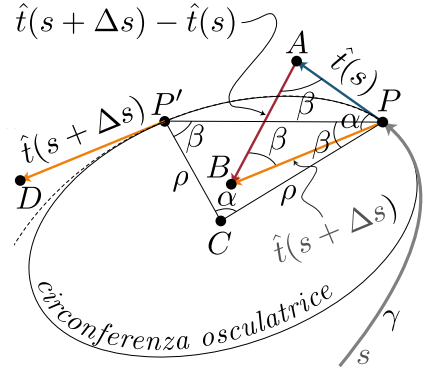 t̂(s + Δs) − t̂(s)
A
t̂(s)
P
P′
β
α
t̂(s + Δs)
β
β
β
B
D
ρ
α
ρ
C
t̂(s + Δs)
circonferenza osculatrice
γ
s